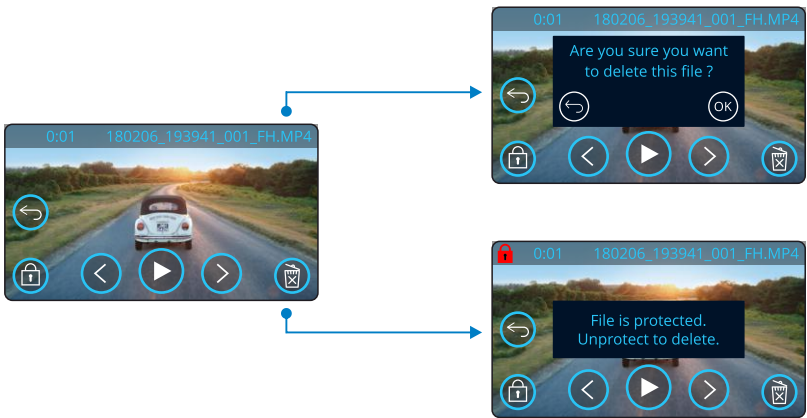 0:01 180206_193941_001_FH.MP4
0:01 180206_193941_001_FH.MP4
Are you sure you want
to delete this file ?
OK
0:01 180206_193941_001_FH.MP4
File is protected.
Unprotect to delete.